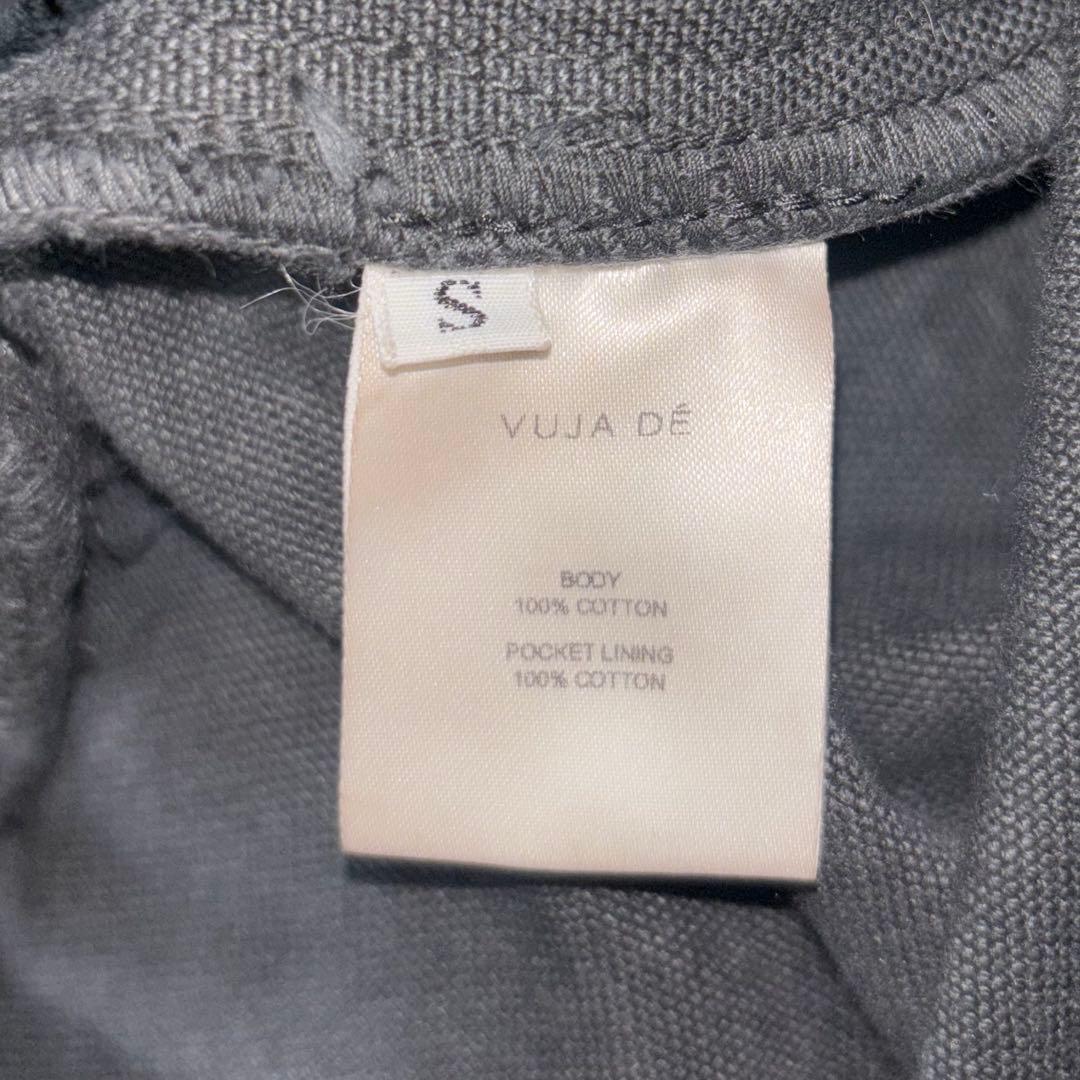 S
VUJA DÉ
BODY
100% COTTON
POCKET LINING
100% COTTON